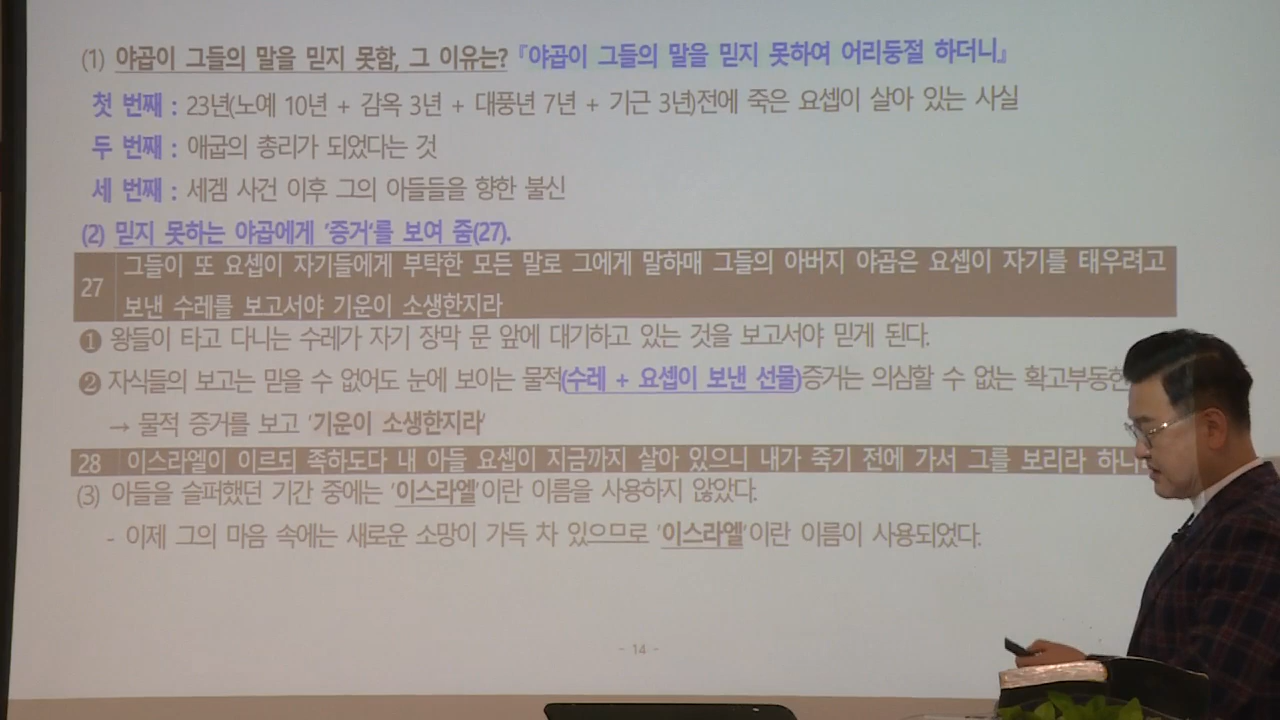 (1) 야곱이 그들의 말을 믿지 못함, 그 이유는? 『야곱이 그들의 말을 믿지 못하여 어리둥절 하더니』
첫 번째 : 23년(노예 10년 + 감옥 3년 + 대풍년 7년 + 기근 3년)전에 죽은 요셉이 살아 있는 사실
두 번째 : 애굽의 총리가 되었다는 것
세 번째 : 세겜 사건 이후 그의 아들들을 향한 불신
(2) 믿지 못하는 야곱에게 '증거'를 보여 줌(27).
27 그들이 또 요셉이 자기들에게 부탁한 모든 말로 그에게 말하매 그들의 아버지 야곱은 요셉이 자기를 태우려고
보낸 수레를 보고서야 기운이 소생한지라
❶ 왕들이 타고 다니는 수레가 자기 장막 문 앞에 대기하고 있는 것을 보고서야 믿게 된다.
❷ 자식들의 보고는 믿을 수 없어도 눈에 보이는 물적(수레 + 요셉이 보낸 선물)증거는 의심할 수 없는 확고부동한
→ 물적 증거를 보고 '기운이 소생한지라'
28 이스라엘이 이르되 족하도다 내 아들 요셉이 지금까지 살아 있으니 내가 죽기 전에 가서 그를 보리라
(3) 아들을 슬퍼했던 기간 중에는 '이스라엘'이란 이름을 사용하지 않았다.
- 이제 그의 마음 속에는 새로운 소망이 가득 차 있으므로 '이스라엘'이란 이름이 사용되었다.
- 14 -